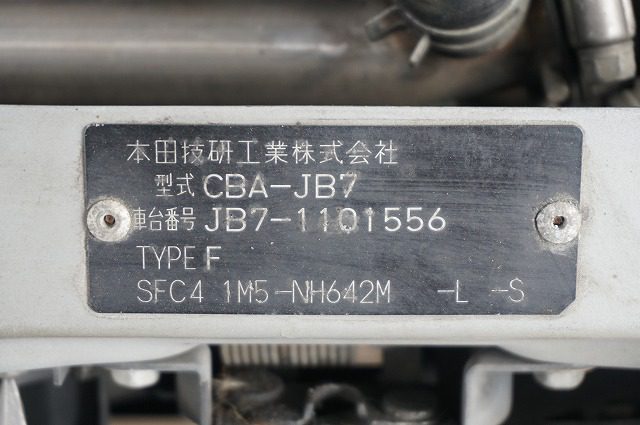 本田技研工業株式会社
型式 CBA-JB7
車台番号 JB7-1101556
TYPE F
SFC4 1M5-NH642M -L -S